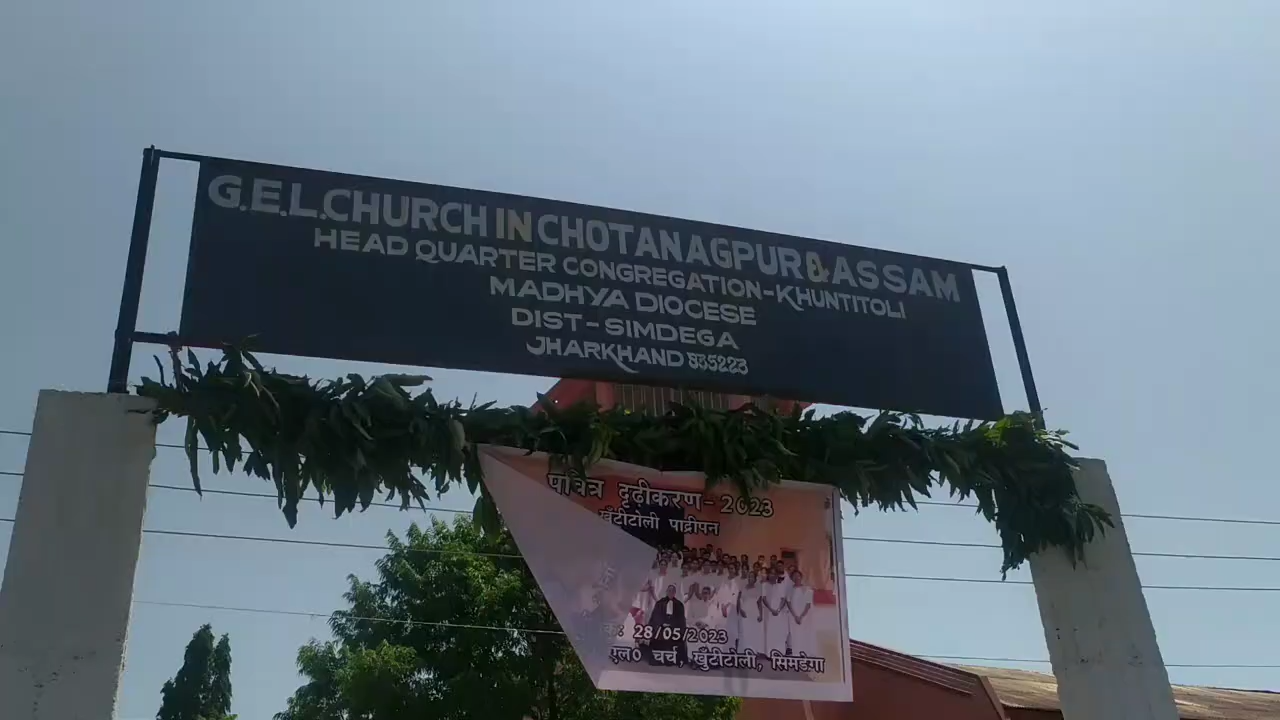 G.E.L.CHURCH IN CHOTANAGPUR & ASSAM
HEAD QUARTER CONGREGATION-KHUNTITOLI
MADHYA DIOCESE
DIST-SIMDEGA
JHARKHAND 835223
पवित्र दृढ़ीकरण- 2023
खूँटीटोली पाद्रीपन
28/05/2023
एल० चर्च, खूँटीटोली, सिमडेगा